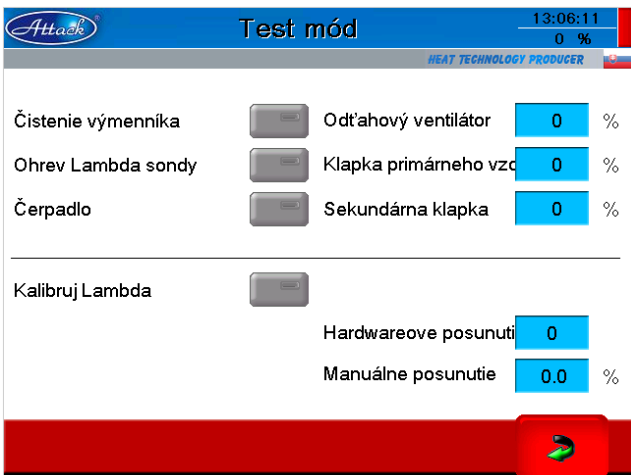 Attack
Test mód
13:06:11
0 %
HEAT TECHNOLOGY PRODUCER
Čistenie výmenníka
Odťahový ventilátor 0 %
Ohrev Lambda sondy
Klapka primárneho vzd 0 %
Čerpadlo
Sekundárna klapka 0 %
Kalibruj Lambda
Hardwareove posunuti 0
Manuálne posunutie 0.0 %